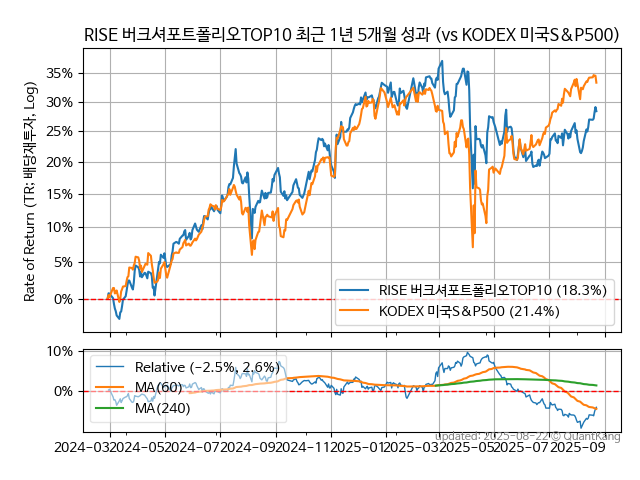 RISE 버크셔포트폴리오TOP10 최근 1년 5개월 성과 (vs KODEX 미국S&P500)
Rate of Return (TR: 배당재투자, Log)
35%
30%
25%
20%
15%
10%
5%
0%
RISE 버크셔포트폴리오TOP10 (18.3%)
KODEX 미국S&P500 (21.4%)
10%
0%
Relative (−2.5%, 2.6%)
MA(60)
MA(240)
2024-03
2024-05
2024-07
2024-09
2024-11
2025-01
2025-03
2025-05
2025-07
2025-09
updated: 2025-08-22 © QuantKang